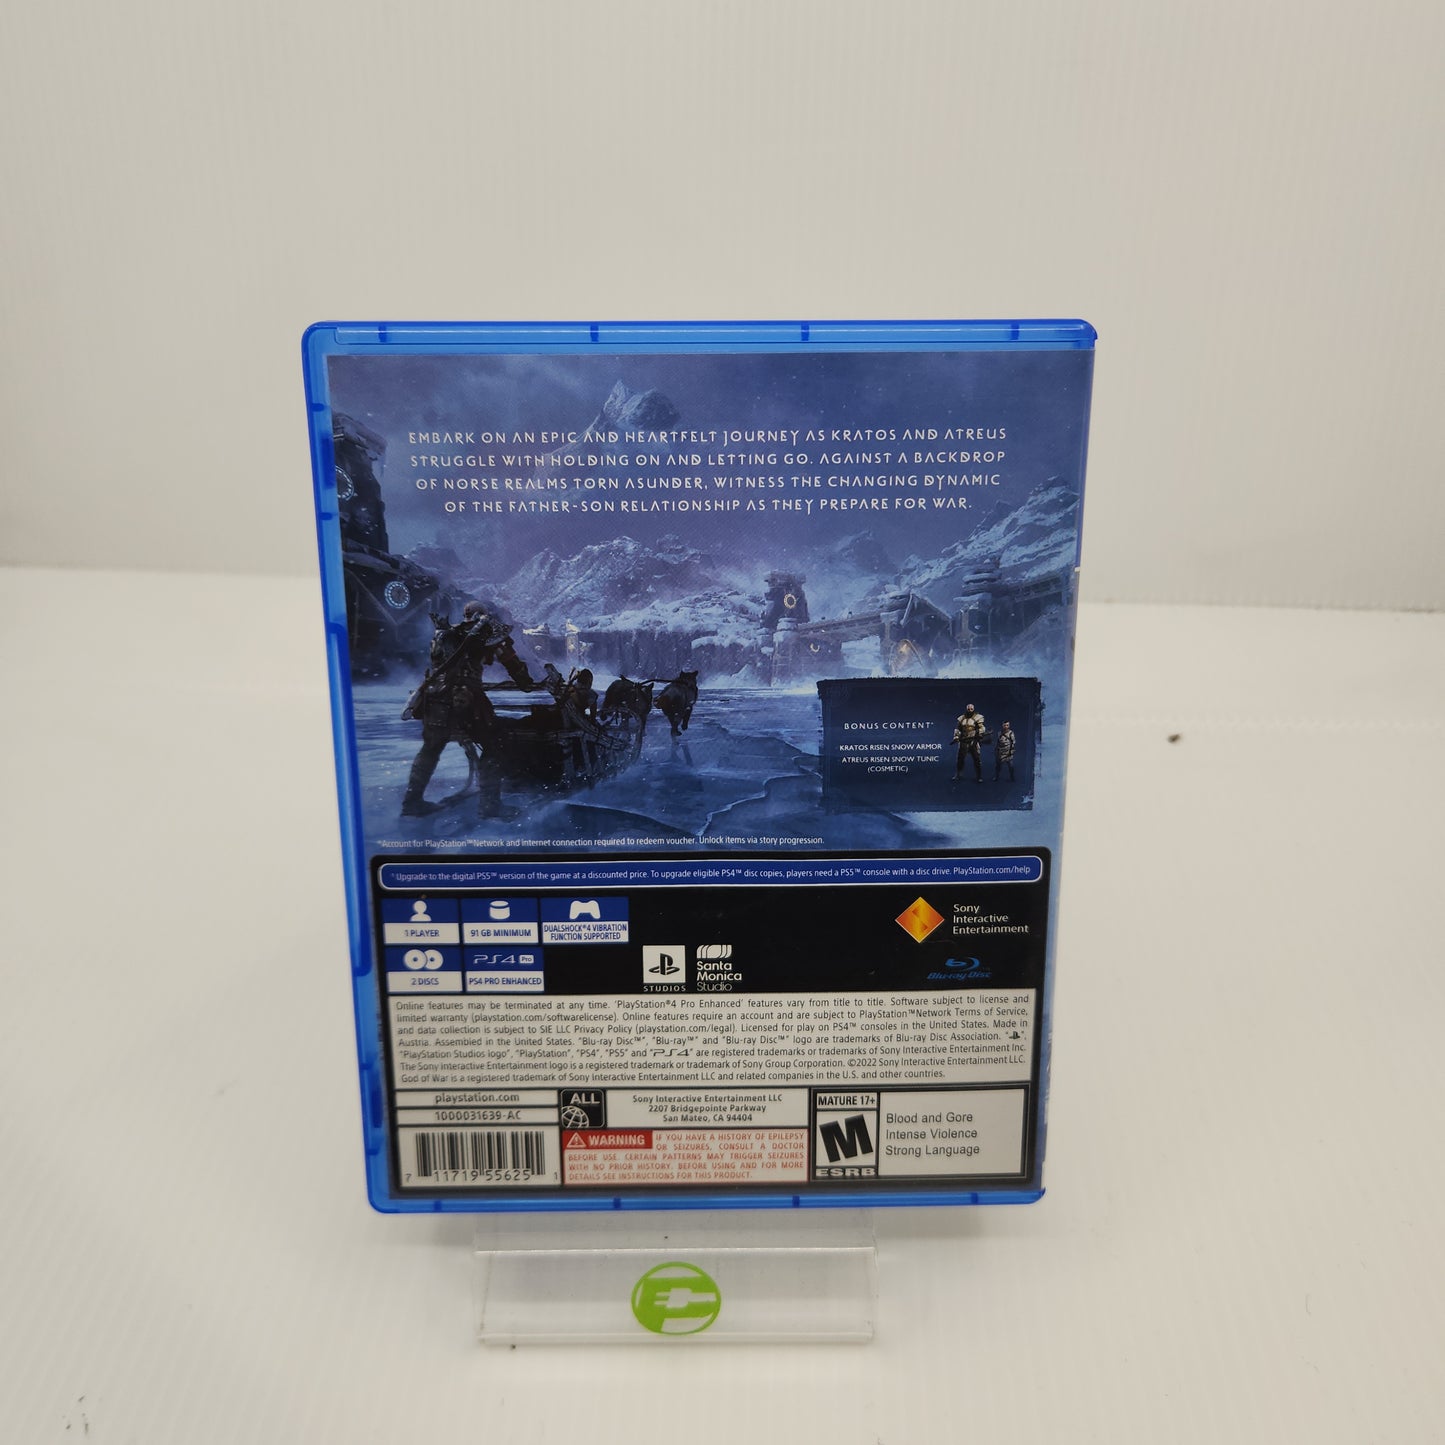 EMBARK ON AN EPIC AND HEARTFELT JOURNEY AS KRATOS AND ATREUS
STRUGGLE WITH HOLDING ON AND LETTING GO. AGAINST A BACKDROP
OF NORSE REALMS TORN ASUNDER, WITNESS THE CHANGING DYNAMIC
OF THE FATHER-SON RELATIONSHIP AS THEY PREPARE FOR WAR.
BONUS CONTENT*
KRATOS RISEN SNOW ARMOR
ATREUS RISEN SNOW TUNIC
(COSMETIC)
*Account for PlayStation™Network and internet connection required to redeem voucher. Unlock items via story progression.
Upgrade to the digital PS5™ version of the game at a discounted price. To upgrade eligible PS4™ disc copies, players need a PS5™ console with a disc drive. PlayStation.com/help
1 PLAYER
91 GB MINIMUM
DUALSHOCK®4 VIBRATION
FUNCTION SUPPORTED
2 DISCS
PS4 Pro
PS4 PRO ENHANCED
STUDIOS
Santa
Monica
Studio
Sony
Interactive
Entertainment
Blu-ray Disc
Online features may be terminated at any time. 'PlayStation®4 Pro Enhanced' features vary from title to title. Software subject to license and
limited warranty (playstation.com/softwarelicense). Online features require an account and are subject to PlayStation™Network Terms of Service,
and data collection is subject to SIE LLC Privacy Policy (playstation.com/legal). Licensed for play on PS4™ consoles in the United States. Made in
Austria. Assembled in the United States. "Blu-ray Disc™", "Blu-ray™" and "Blu-ray Disc™" logo are trademarks of Blu-ray Disc Association. "
", "PlayStation Studios logo", "PlayStation", "PS4", "PS5" and "PS4" are registered trademarks or trademarks of Sony Interactive Entertainment Inc.
The Sony Interactive Entertainment logo is a registered trademark or trademark of Sony Group Corporation. ©2022 Sony Interactive Entertainment LLC.
God of War is a registered trademark of Sony Interactive Entertainment LLC and related companies in the U.S. and other countries.
playstation.com
1000031639-AC
7 11719 55625 1
ALL
Sony Interactive Entertainment LLC
2207 Bridgepointe Parkway
San Mateo, CA 94404
WARNING IF YOU HAVE A HISTORY OF EPILEPSY
OR SEIZURES, CONSULT A DOCTOR
BEFORE USE. CERTAIN PATTERNS MAY TRIGGER SEIZURES
WITH NO PRIOR HISTORY. BEFORE USING AND FOR MORE
DETAILS SEE INSTRUCTIONS FOR THIS PRODUCT.
MATURE 17+
M
ESRB
Blood and Gore
Intense Violence
Strong Language